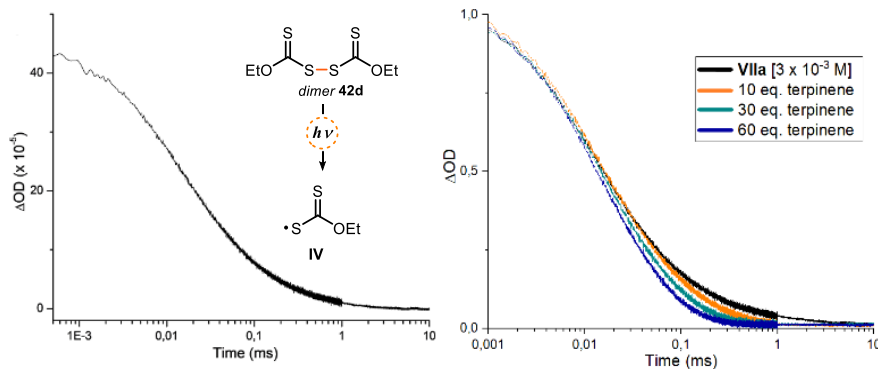 40
20
0
ΔOD (x 10⁻⁵)
1E-3
0,01
0,1
1
10
Time (ms)
S
S
EtO
S–S
OEt
dimer 42d
hν
S
•S
OEt
IV
1,0
0,5
0,0
ΔOD
0,001
0,01
0,1
1
10
Time (ms)
VIIa [3 x 10⁻³ M]
10 eq. terpinene
30 eq. terpinene
60 eq. terpinene